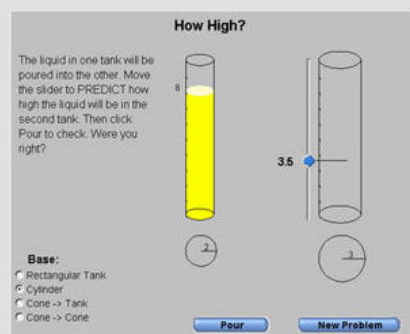 How High?
The liquid in one tank will be
poured into the other. Move
the slider to PREDICT how
high the liquid will be in the
second tank. Then click
Pour to check. Were you
right?
8
3.5
2
3
Base:
Rectangular Tank
Cylinder
Cone -> Tank
Cone -> Cone
Pour
New Problem